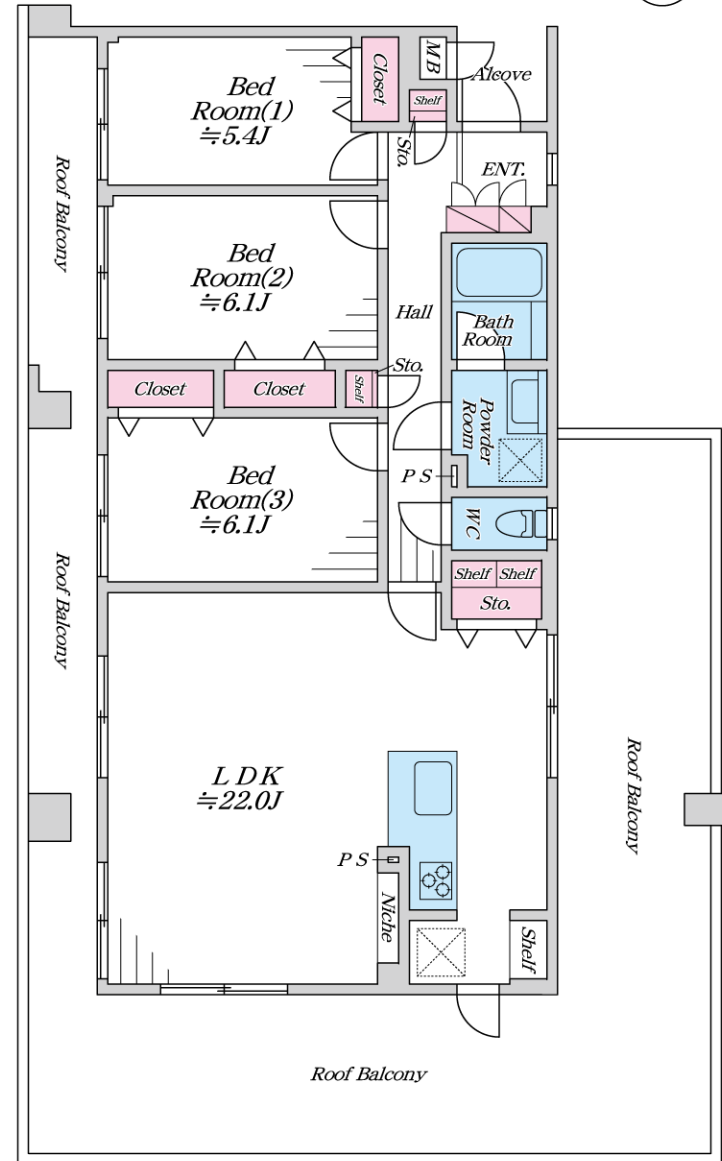 Bed
Room(1)
≒5.4J
Closet
MB
Alcove
Shelf
Sto.
ENT.
Roof Balcony
Bed
Room(2)
≒6.1J
Hall
Bath
Room
Closet
Closet
Shelf
Sto.
Powder
Room
Bed
Room(3)
≒6.1J
PS
WC
Roof Balcony
Shelf
Shelf
Sto.
LDK
≒22.0J
Roof Balcony
PS
Niche
Shelf
Roof Balcony